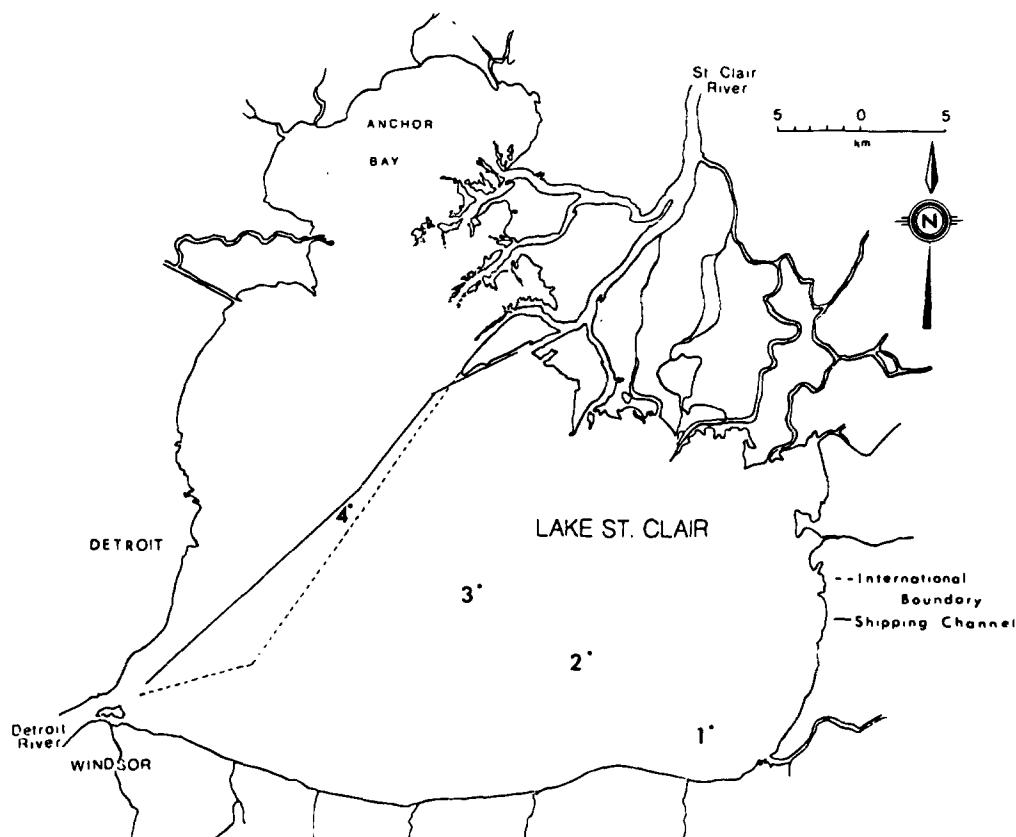 St. Clair
River
5 0 5
km
ANCHOR
BAY
N
LAKE ST. CLAIR
4
DETROIT
--International
Boundary
—Shipping Channel
3
2
1
Detroit
River
WINDSOR